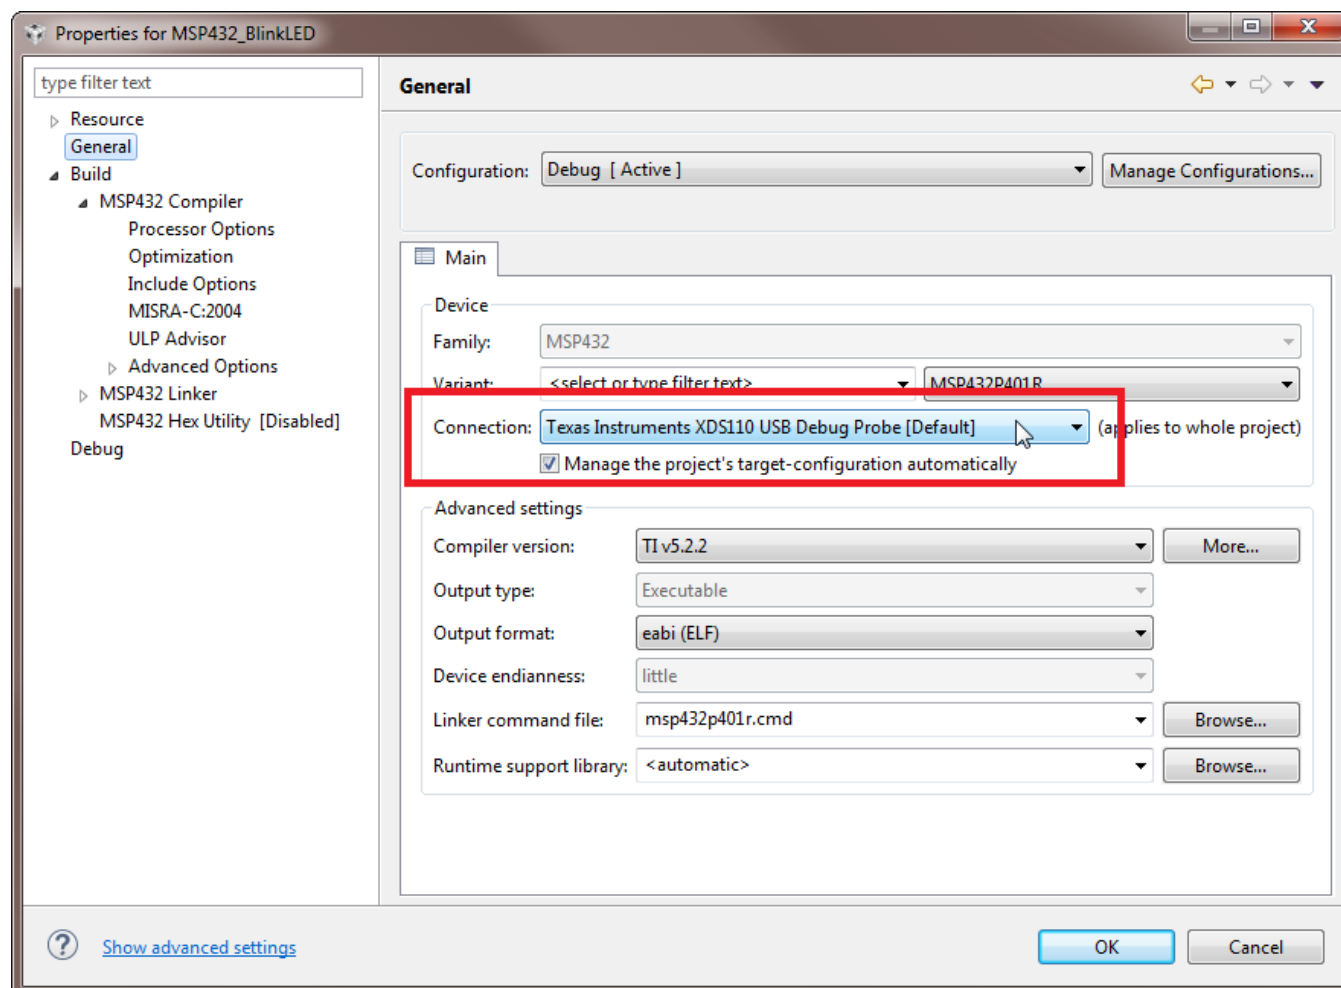 Properties for MSP432_BlinkLED
type filter text
Resource
General
Build
MSP432 Compiler
Processor Options
Optimization
Include Options
MISRA-C:2004
ULP Advisor
Advanced Options
MSP432 Linker
MSP432 Hex Utility [Disabled]
Debug
General
Configuration: Debug [ Active ] Manage Configurations...
Main
Device
Family: MSP432
Variant: <select or type filter text> MSP432P401R
Connection: Texas Instruments XDS110 USB Debug Probe [Default] (applies to whole project)
Manage the project's target-configuration automatically
Advanced settings
Compiler version: TI v5.2.2 More...
Output type: Executable
Output format: eabi (ELF)
Device endianness: little
Linker command file: msp432p401r.cmd Browse...
Runtime support library: <automatic> Browse...
? Show advanced settings OK Cancel